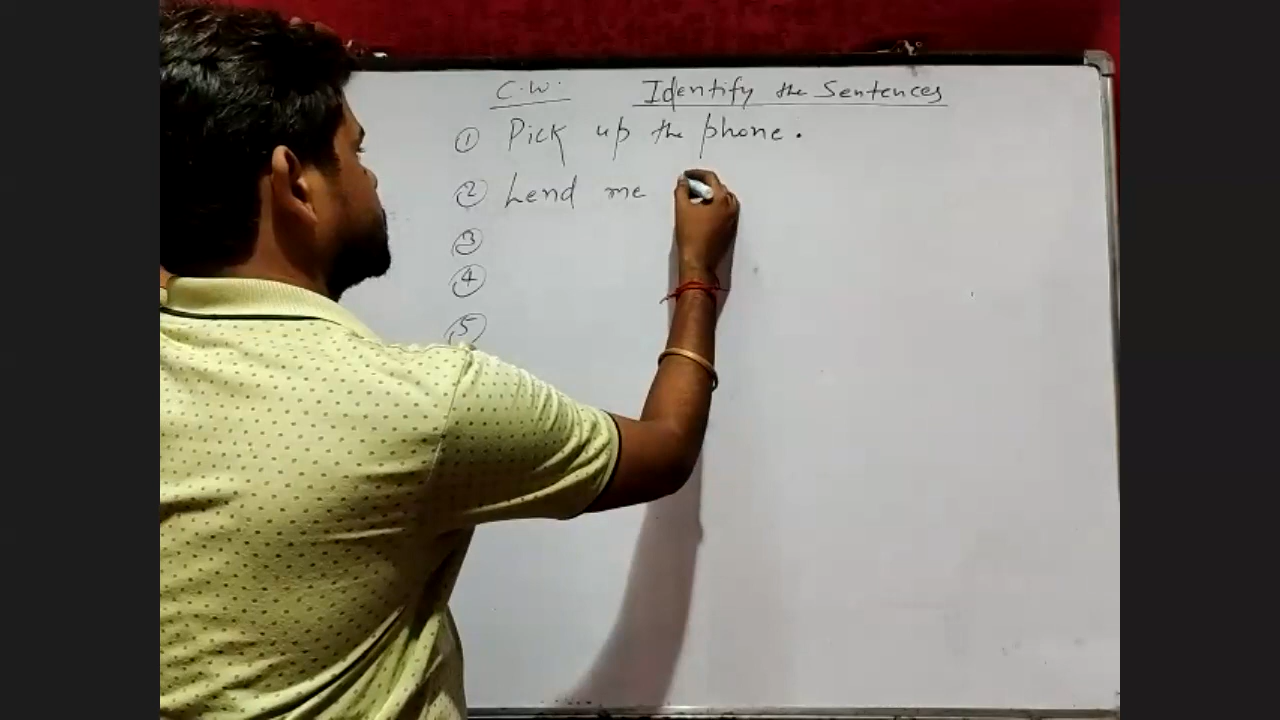 C.W. Identify the Sentences
① Pick up the phone.
② Lend me
③
④
⑤